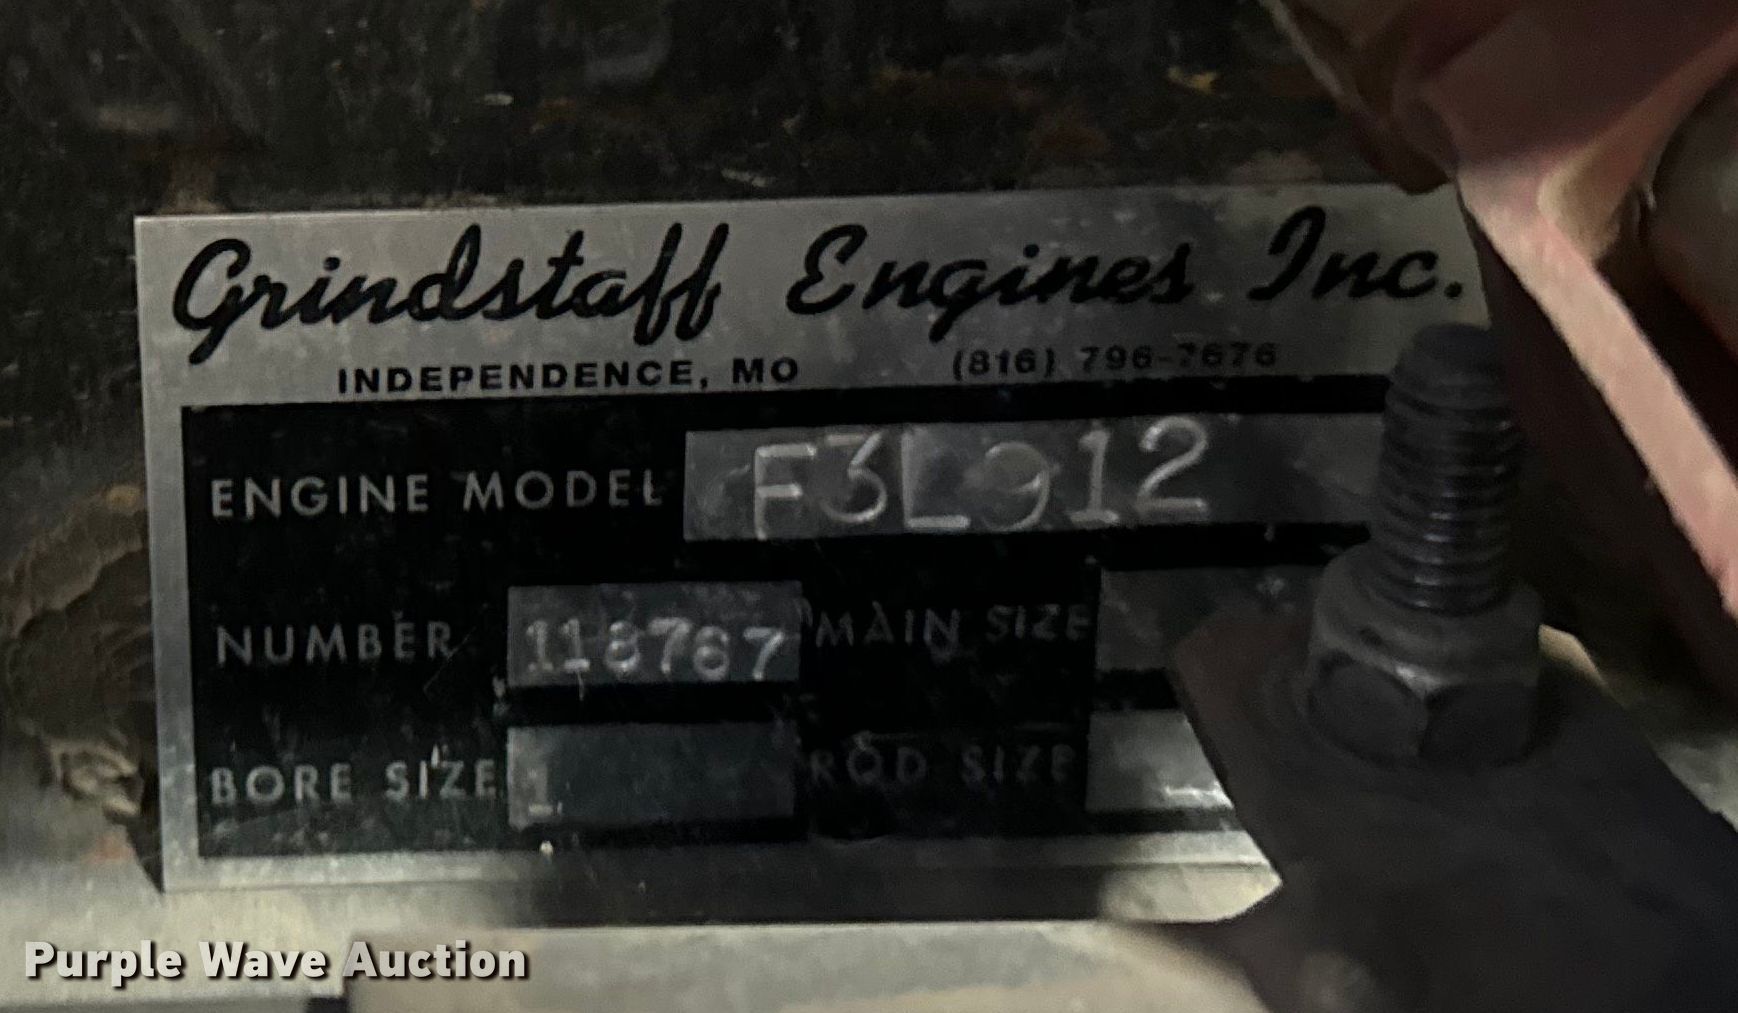 Grindstaff Engines Inc.
INDEPENDENCE, MO (816) 796-7676
ENGINE MODEL F3L912
NUMBER 118767 MAIN SIZE
BORE SIZE 1 ROD SIZE
Purple Wave Auction